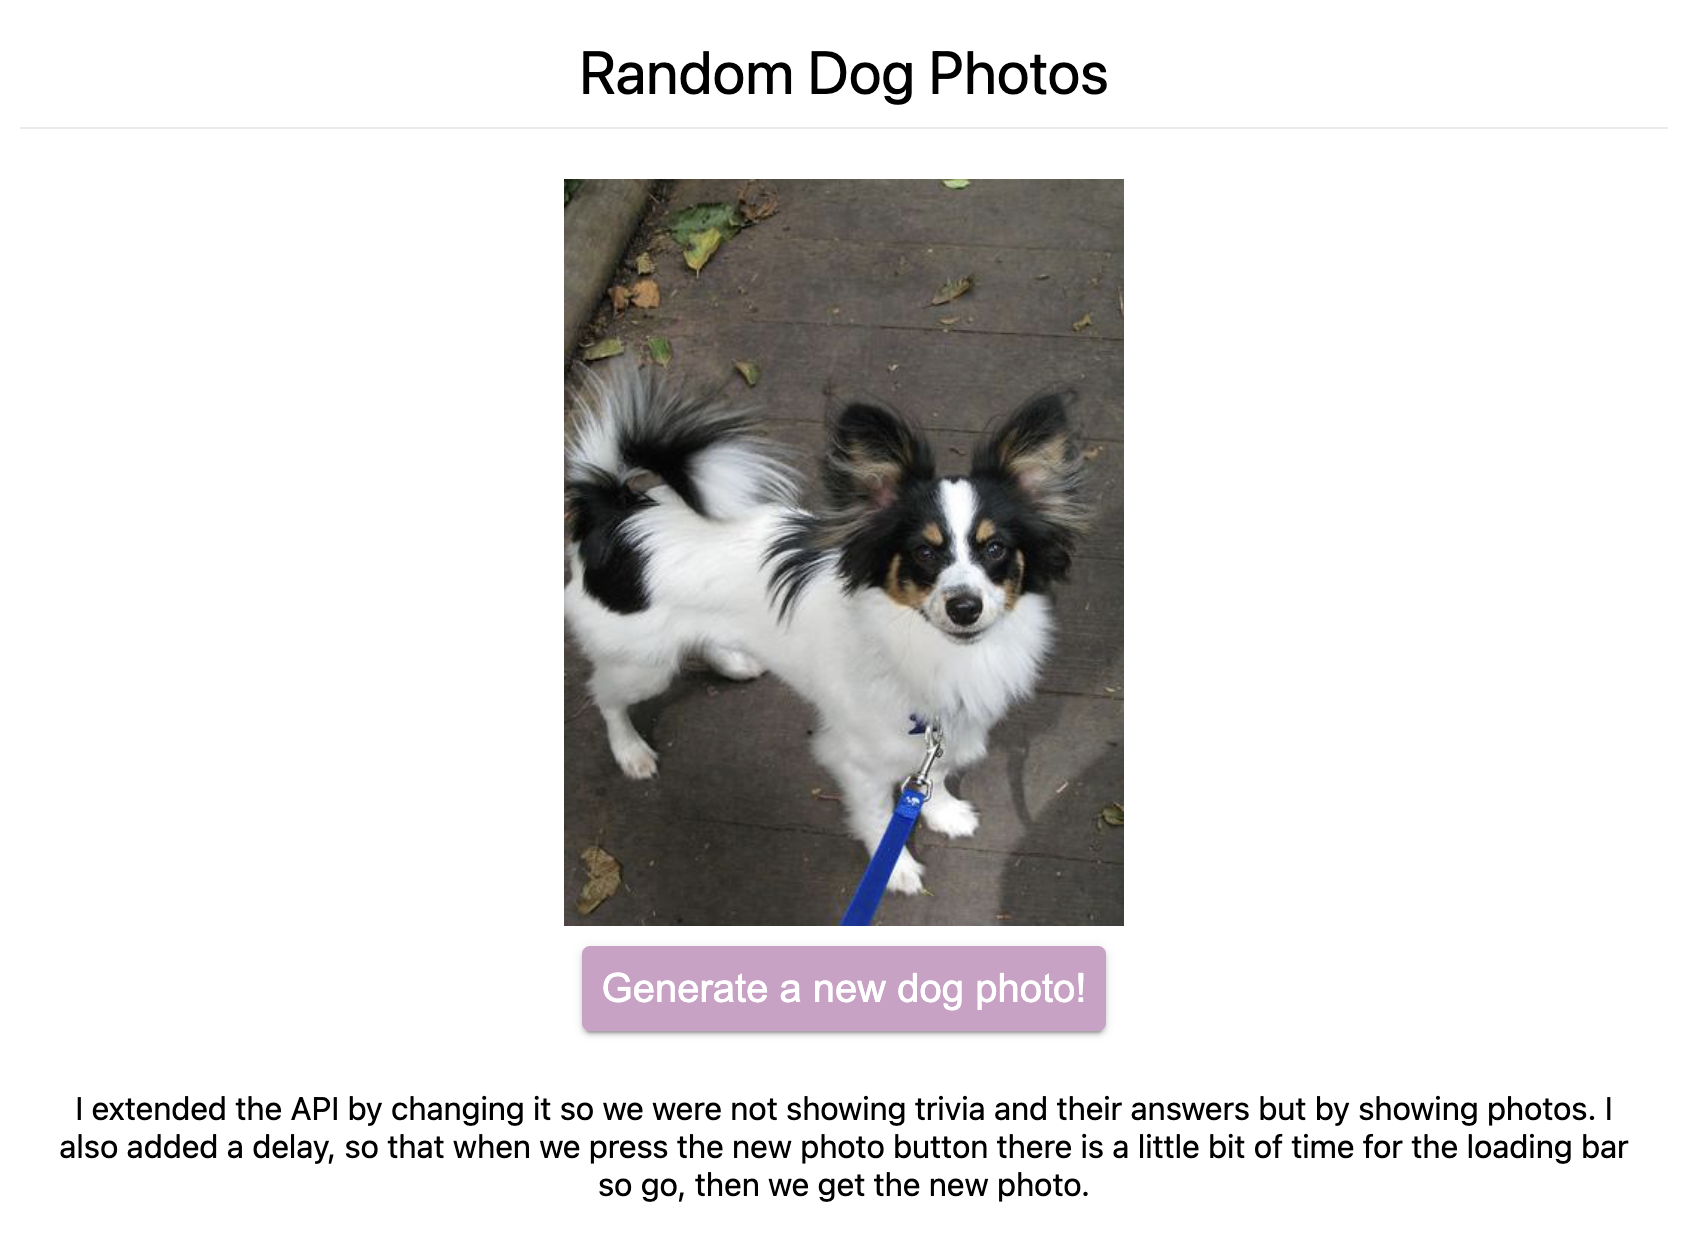 Random Dog Photos
Generate a new dog photo!
I extended the API by changing it so we were not showing trivia and their answers but by showing photos. I
also added a delay, so that when we press the new photo button there is a little bit of time for the loading bar
so go, then we get the new photo.